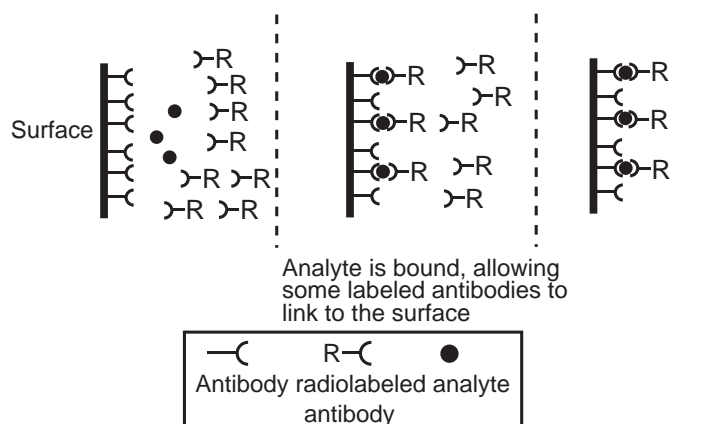 R
R
R
R
R R
R R
Surface
R
R
R
R
R
R
R
R
R
R
R
Analyte is bound, allowing
some labeled antibodies to
link to the surface
R
Antibody radiolabeled analyte
antibody